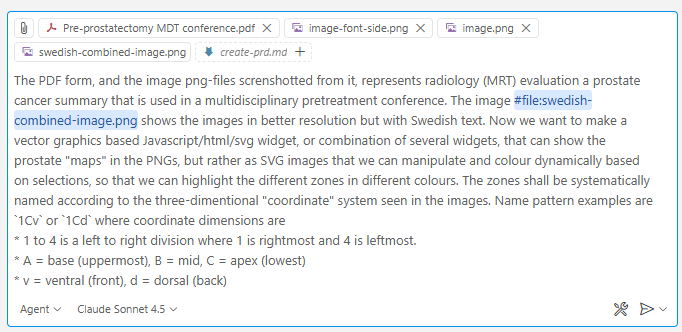 Pre-prostatectomy MDT conference.pdf × image-font-side.png × image.png ×
swedish-combined-image.png create-prd.md +
The PDF form, and the image png-files screnshotted from it, represents radiology (MRT) evaluation a prostate
cancer summary that is used in a multidisciplinary pretreatment conference. The image #file:swedish-
combined-image.png shows the images in better resolution but with Swedish text. Now we want to make a
vector graphics based Javascript/html/svg widget, or combination of several widgets, that can show the
prostate "maps" in the PNGs, but rather as SVG images that we can manipulate and colour dynamically based
on selections, so that we can highlight the different zones in different colours. The zones shall be systematically
named according to the three-dimentional "coordinate" system seen in the images. Name pattern examples are
`1Cv` or `1Cd` where coordinate dimensions are
* 1 to 4 is a left to right division where 1 is rightmost and 4 is leftmost.
* A = base (uppermost), B = mid, C = apex (lowest)
* v = ventral (front), d = dorsal (back)
Agent Claude Sonnet 4.5